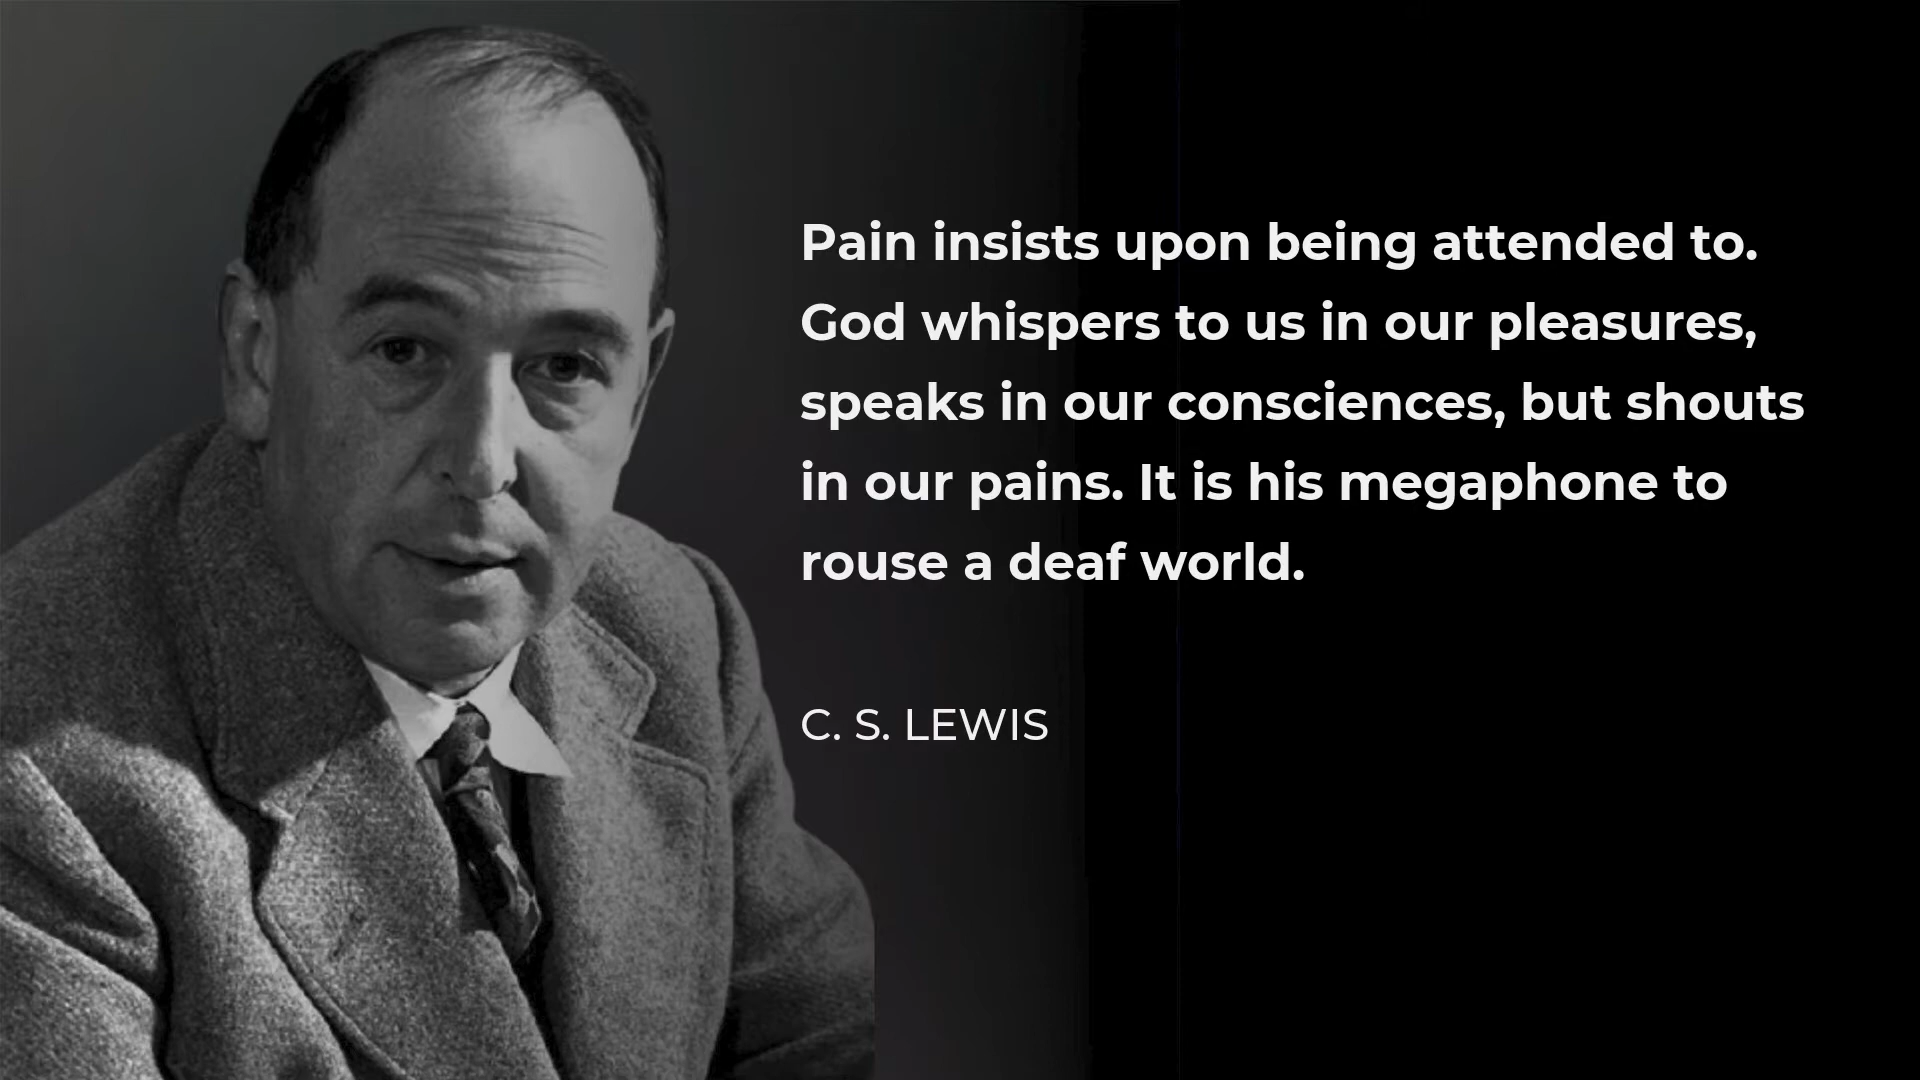 Pain insists upon being attended to.
God whispers to us in our pleasures,
speaks in our consciences, but shouts
in our pains. It is his megaphone to
rouse a deaf world.
C. S. LEWIS